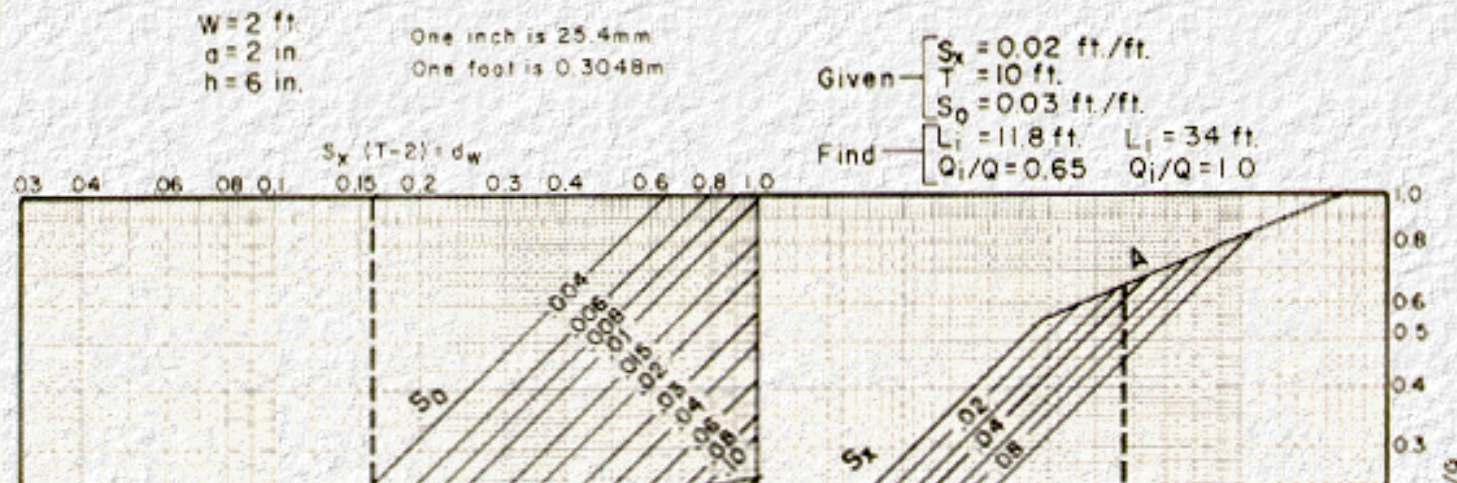 W = 2 ft.
a = 2 in.
h = 6 in.
One inch is 25.4mm
One foot is 0.3048m
Given
Sx = 0.02 ft./ft.
T = 10 ft.
So = 0.03 ft./ft.
Find
Li = 11.8 ft. Li = 34 ft.
Qi/Q = 0.65 Qi/Q = 1.0
Sx (T-2) = dw
.03 .04 .06 .08 0.1 0.15 0.2 0.3 0.4 0.6 0.8 1.0
1.0
0.8
0.6
0.5
0.4
0.3
A
.004
.006
.008
.01
.015
.02
.03
.04
.06
.08
.10
So
.02
.04
.08
Sx